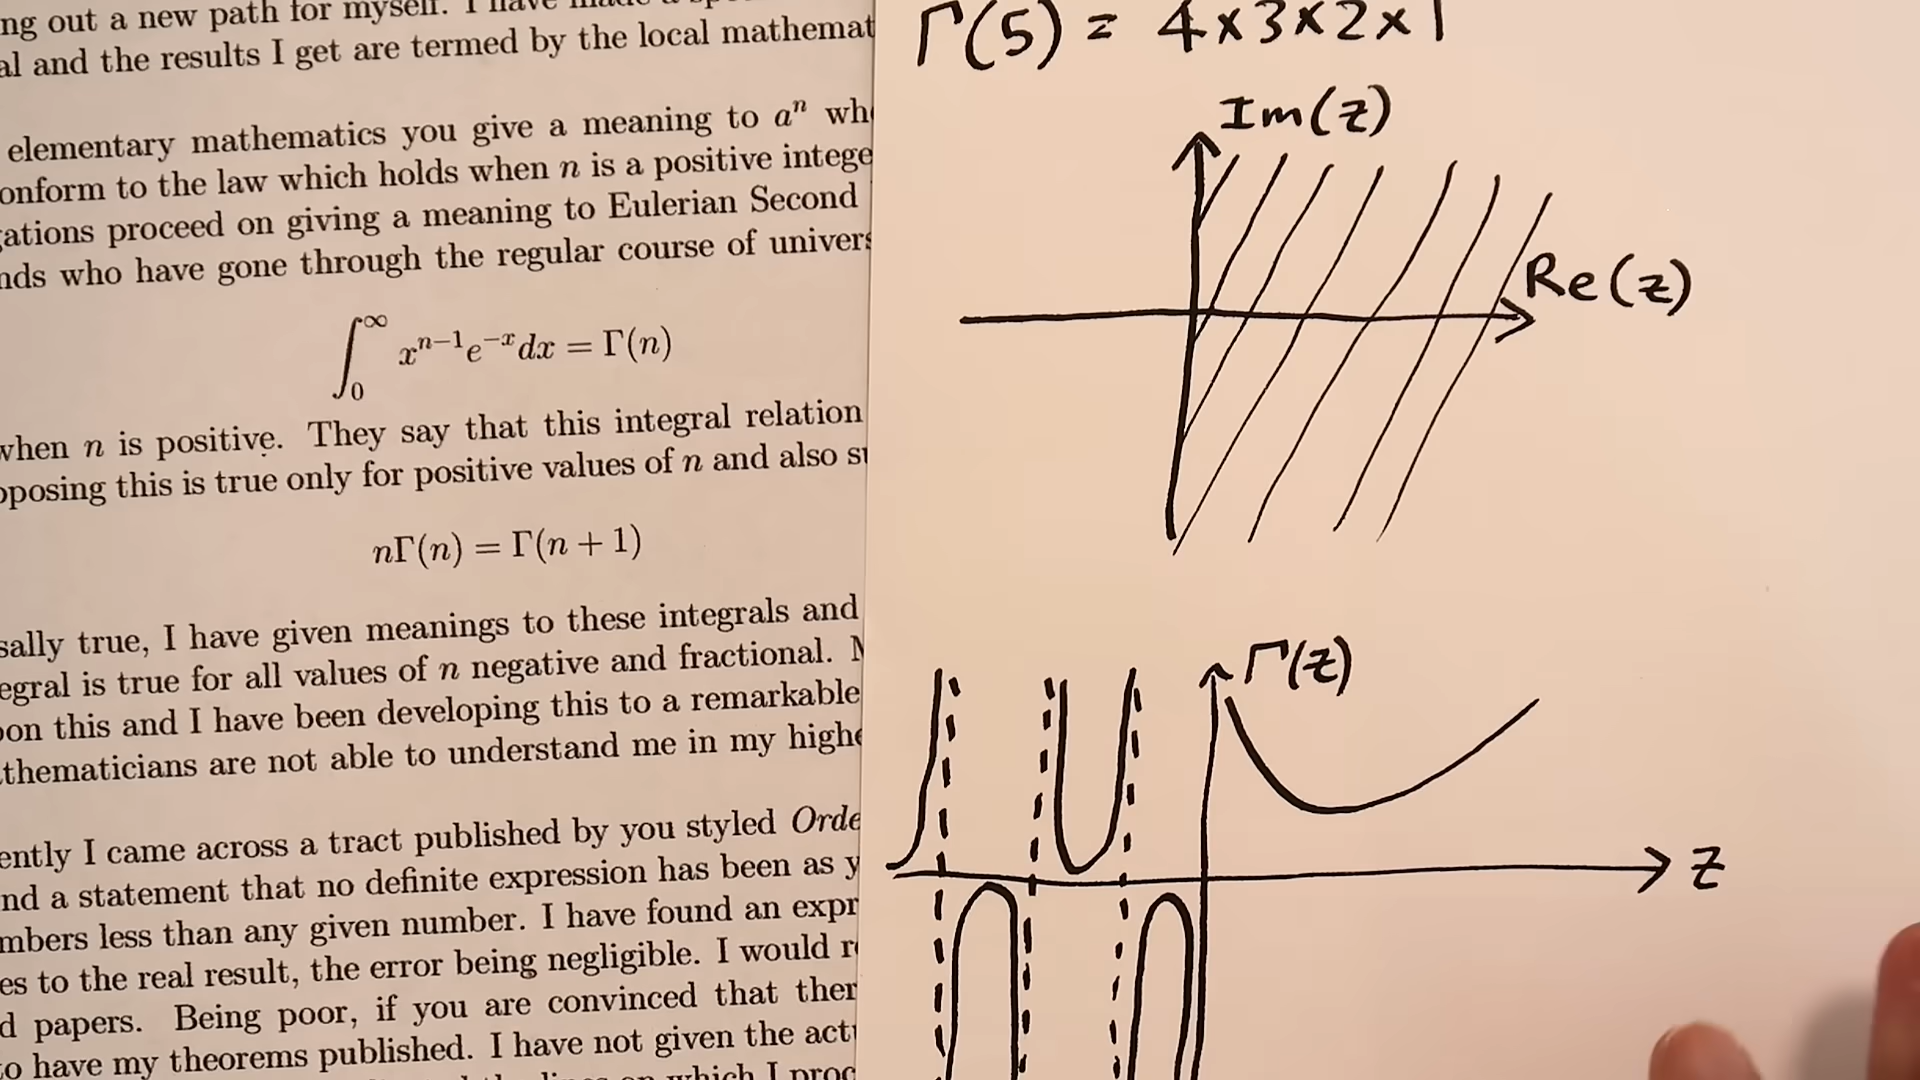 ng out a new path for myself. I have made a
al and the results I get are termed by the local mathemat
elementary mathematics you give a meaning to aⁿ wh
onform to the law which holds when n is a positive intege
ations proceed on giving a meaning to Eulerian Second
nds who have gone through the regular course of univers
∫₀^∞ xⁿ⁻¹e⁻ˣdx = Γ(n)
when n is positive. They say that this integral relation
pposing this is true only for positive values of n and also s
nΓ(n) = Γ(n + 1)
sally true, I have given meanings to these integrals and
egral is true for all values of n negative and fractional. M
pon this and I have been developing this to a remarkable
thematicians are not able to understand me in my highe
ently I came across a tract published by you styled Orde
nd a statement that no definite expression has been as y
mbers less than any given number. I have found an expr
es to the real result, the error being negligible. I would r
d papers. Being poor, if you are convinced that ther
to have my theorems published. I have not given the act
on which I proc
Γ(5) = 4x3x2x1
Im(z)
Re(z)
Γ(z)
z